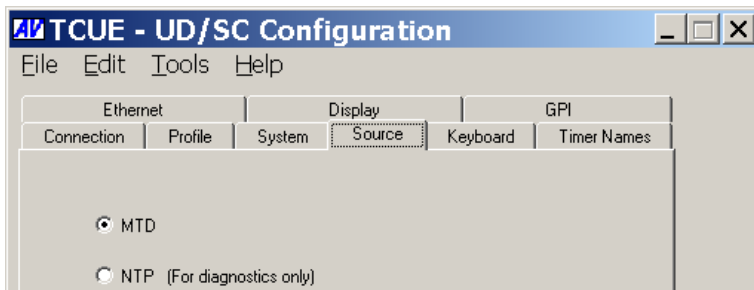 AV TCUE - UD/SC Configuration
File Edit Tools Help
Ethernet Display GPI
Connection Profile System Source Keyboard Timer Names
MTD
NTP (For diagnostics only)